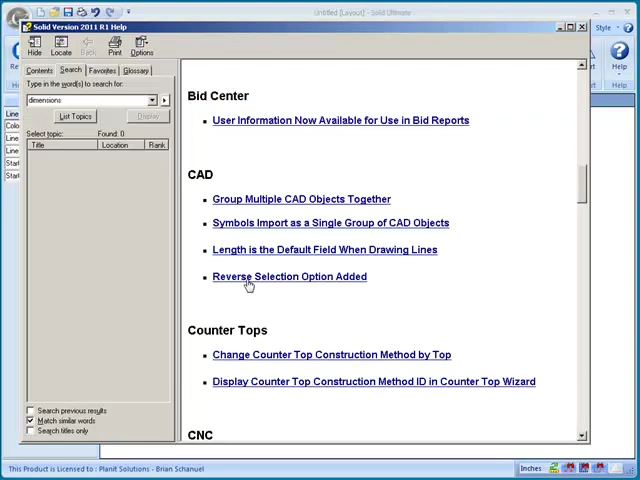 Untitled [Layout] - Solid Ultimate
Style
Solid Version 2011 R1 Help
Hide Locate Back Print Options
Help
Contents Search Favorites Glossary
Type in the word(s) to search for:
dimensions
List Topics Display
Select topic: Found: 0
Title Location Rank
Line
Colo
Line
Line
Star
Star
Bid Center
User Information Now Available for Use in Bid Reports
CAD
Group Multiple CAD Objects Together
Symbols Import as a Single Group of CAD Objects
Length is the Default Field When Drawing Lines
Reverse Selection Option Added
Counter Tops
Change Counter Top Construction Method by Top
Display Counter Top Construction Method ID in Counter Top Wizard
CNC
Search previous results
Match similar words
Search titles only
This Product is Licensed to : Planit Solutions - Brian Schanuel
Inches